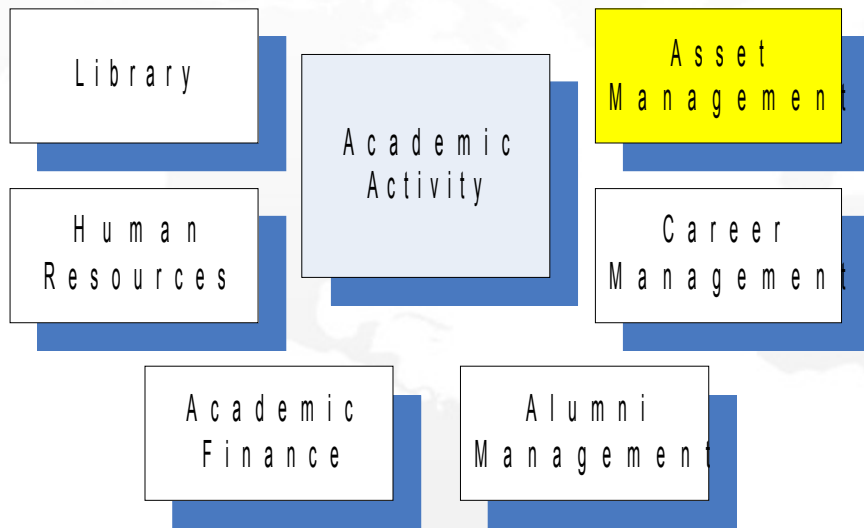 Library
Academic
Activity
Asset
Management
Human
Resources
Career
Management
Academic
Finance
Alumni
Management